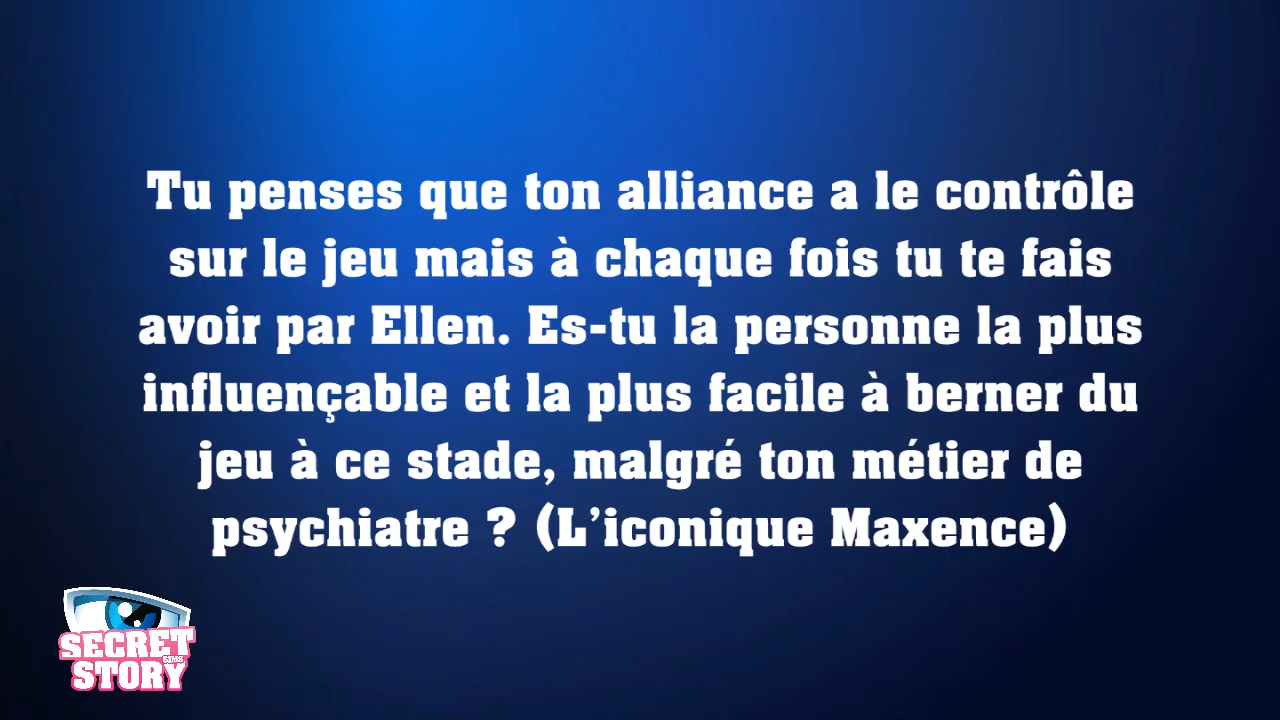 Tu penses que ton alliance a le contrôle
sur le jeu mais à chaque fois tu te fais
avoir par Ellen. Es-tu la personne la plus
influençable et la plus facile à berner du
jeu à ce stade, malgré ton métier de
psychiatre ? (L’iconique Maxence)
SECRET
SIMS
STORY